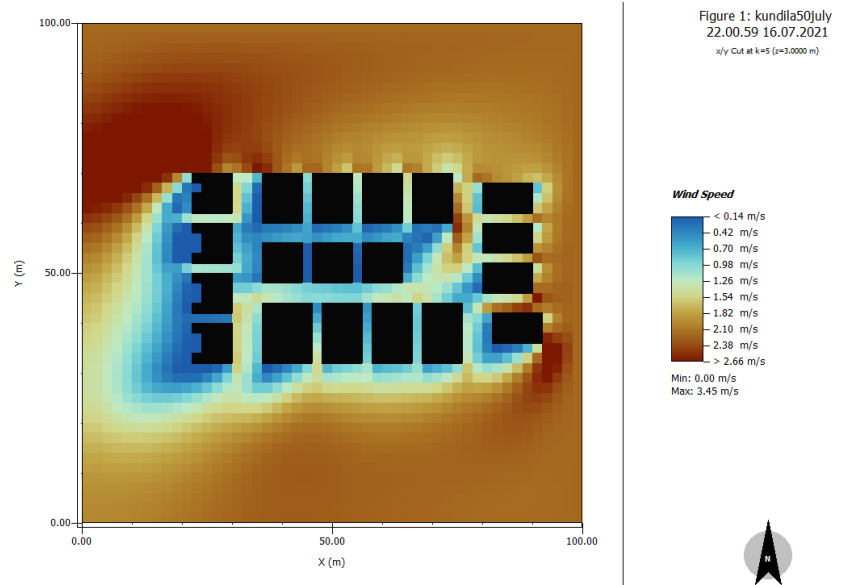 Figure 1: kundila50july
22.00.59 16.07.2021
x/y Cut at k=5 (z=3.0000 m)
100.00
50.00
0.00
Y (m)
0.00
50.00
100.00
X (m)
Wind Speed
< 0.14 m/s
0.42 m/s
0.70 m/s
0.98 m/s
1.26 m/s
1.54 m/s
1.82 m/s
2.10 m/s
2.38 m/s
> 2.66 m/s
Min: 0.00 m/s
Max: 3.45 m/s
N